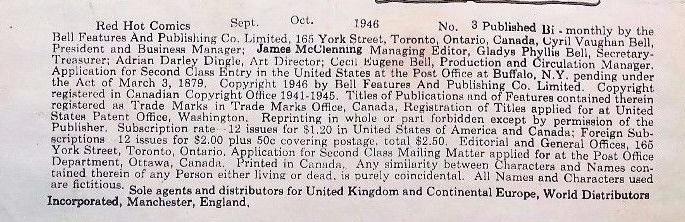 Red Hot Comics Sept. Oct. 1946 No. 3 Published Bi-monthly by the
Bell Features And Publishing Co. Limited, 165 York Street, Toronto, Ontario, Canada, Cyril Vaughan Bell,
President and Business Manager; James McClenning Managing Editor, Gladys Phyllis Bell, Secretary-
Treasurer; Adrian Darley Dingle, Art Director; Cecil Eugene Bell, Production and Circulation Manager.
Application for Second Class Entry in the United States at the Post Office at Buffalo, N.Y. pending under
the Act of March 3, 1879. Copyright 1946 by Bell Features And Publishing Co. Limited. Copyright
registered in Canadian Copyright Office 1941-1945. Titles of Publications and of Features contained therein
registered as Trade Marks in Trade Marks Office, Canada, Registration of Titles applied for at United
States Patent Office, Washington. Reprinting in whole or part forbidden except by permission of the
Publisher. Subscription rate 12 issues for $1.20 in United States of America and Canada; Foreign Sub-
scriptions 12 issues for $2.00 plus 50c covering postage, total $2.50. Editorial and General Offices, 165
York Street, Toronto, Ontario. Application for Second Class Mailing Matter applied for at the Post Office
Department, Ottawa, Canada. Printed in Canada. Any similarity between Characters and Names con-
tained therein of any Person either living or dead, is purely coincidental. All Names and Characters used
are fictitious. Sole agents and distributors for United Kingdom and Continental Europe, World Distributors
Incorporated, Manchester, England.